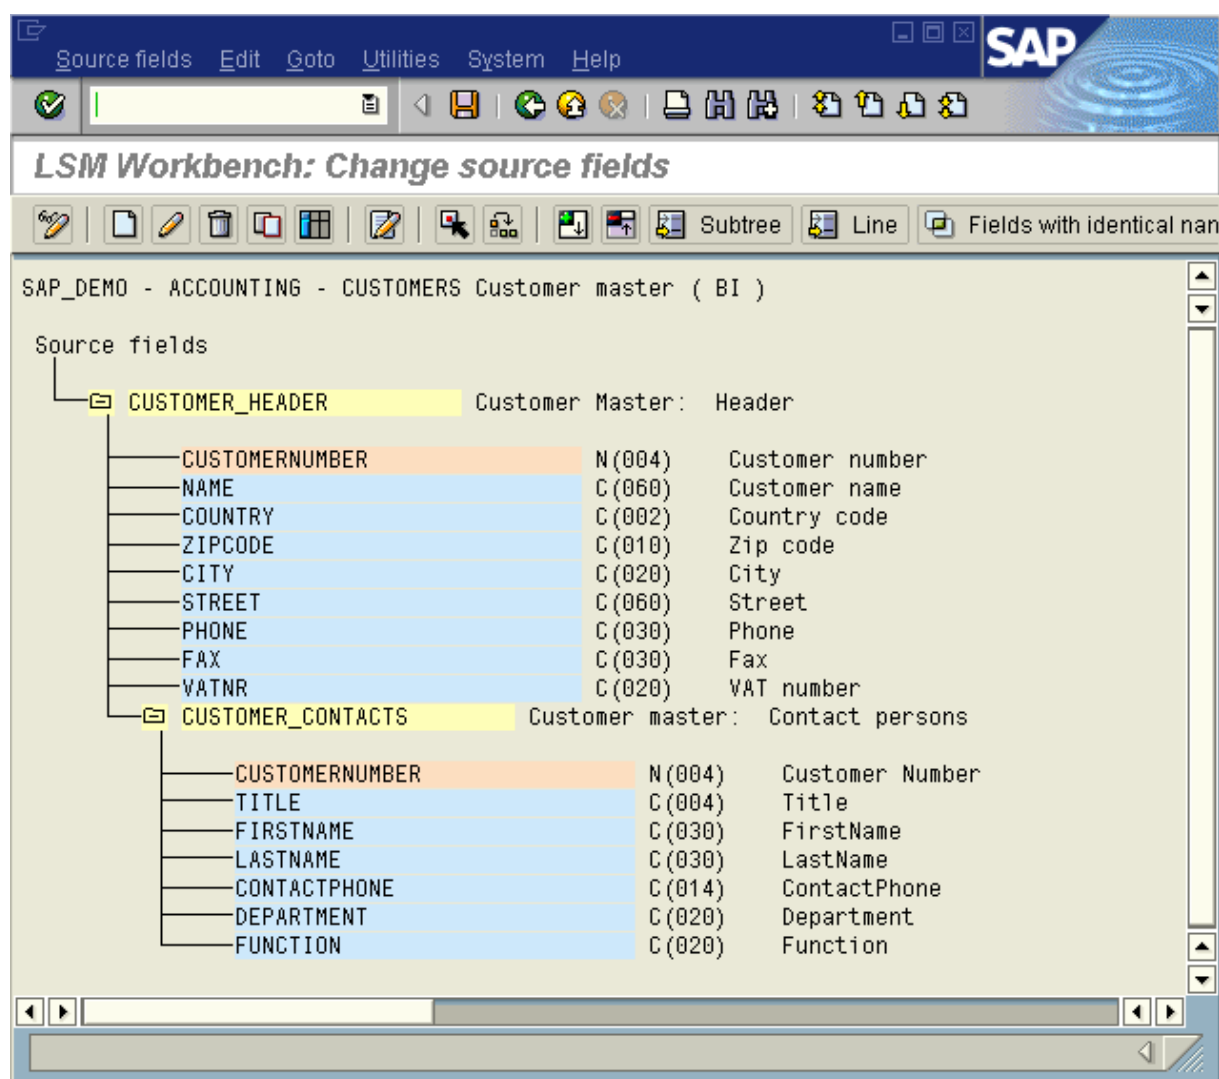 Source fields Edit Goto Utilities System Help
SAP
LSM Workbench: Change source fields
Subtree Line Fields with identical nan
SAP_DEMO - ACCOUNTING - CUSTOMERS Customer master ( BI )
Source fields
CUSTOMER_HEADER Customer Master: Header
CUSTOMERNUMBER N(004) Customer number
NAME C(060) Customer name
COUNTRY C(002) Country code
ZIPCODE C(010) Zip code
CITY C(020) City
STREET C(060) Street
PHONE C(030) Phone
FAX C(030) Fax
VATNR C(020) VAT number
CUSTOMER_CONTACTS Customer master: Contact persons
CUSTOMERNUMBER N(004) Customer Number
TITLE C(004) Title
FIRSTNAME C(030) FirstName
LASTNAME C(030) LastName
CONTACTPHONE C(014) ContactPhone
DEPARTMENT C(020) Department
FUNCTION C(020) Function